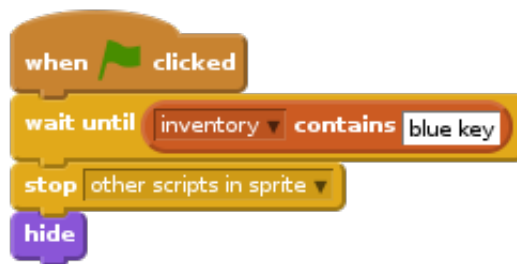 when clicked
wait until inventory contains blue key
stop other scripts in sprite
hide